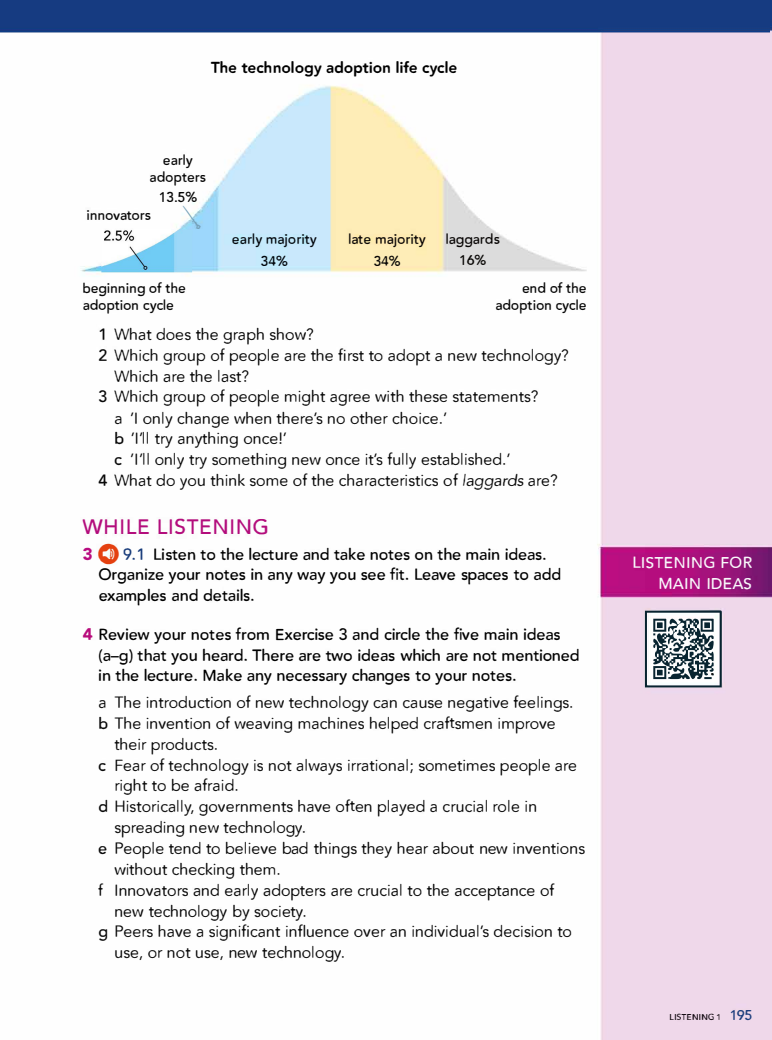 The technology adoption life cycle
early
adopters
13.5%
innovators
2.5%
early majority
34%
late majority
34%
laggards
16%
beginning of the
adoption cycle
end of the
adoption cycle
1 What does the graph show?
2 Which group of people are the first to adopt a new technology?
Which are the last?
3 Which group of people might agree with these statements?
a 'I only change when there's no other choice.'
b 'I'll try anything once!'
c 'I'll only try something new once it's fully established.'
4 What do you think some of the characteristics of laggards are?
WHILE LISTENING
3 9.1 Listen to the lecture and take notes on the main ideas.
Organize your notes in any way you see fit. Leave spaces to add
examples and details.
LISTENING FOR
MAIN IDEAS
4 Review your notes from Exercise 3 and circle the five main ideas
(a–g) that you heard. There are two ideas which are not mentioned
in the lecture. Make any necessary changes to your notes.
a The introduction of new technology can cause negative feelings.
b The invention of weaving machines helped craftsmen improve
their products.
c Fear of technology is not always irrational; sometimes people are
right to be afraid.
d Historically, governments have often played a crucial role in
spreading new technology.
e People tend to believe bad things they hear about new inventions
without checking them.
f Innovators and early adopters are crucial to the acceptance of
new technology by society.
g Peers have a significant influence over an individual's decision to
use, or not use, new technology.
LISTENING 1 195